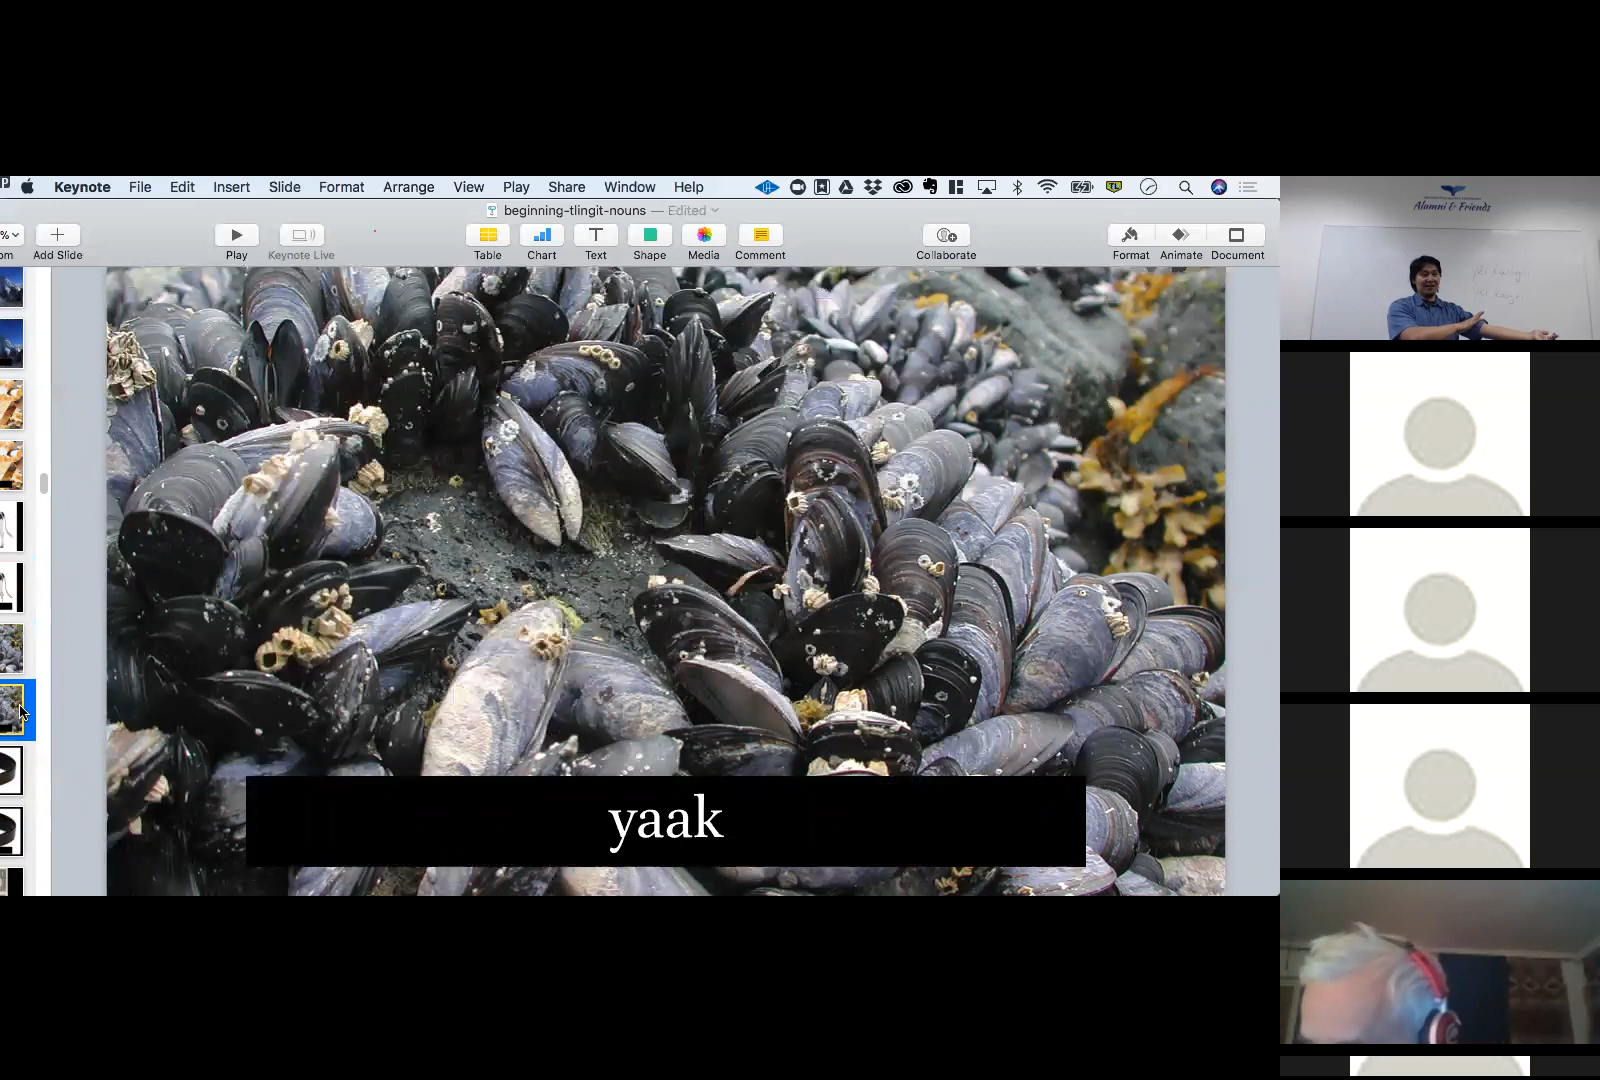 Keynote File Edit Insert Slide Format Arrange View Play Share Window Help
beginning-tlingit-nouns — Edited
%
om Add Slide Play Keynote Live Table Chart Text Shape Media Comment Collaborate Format Animate Document
yaak
Alumni & Friends